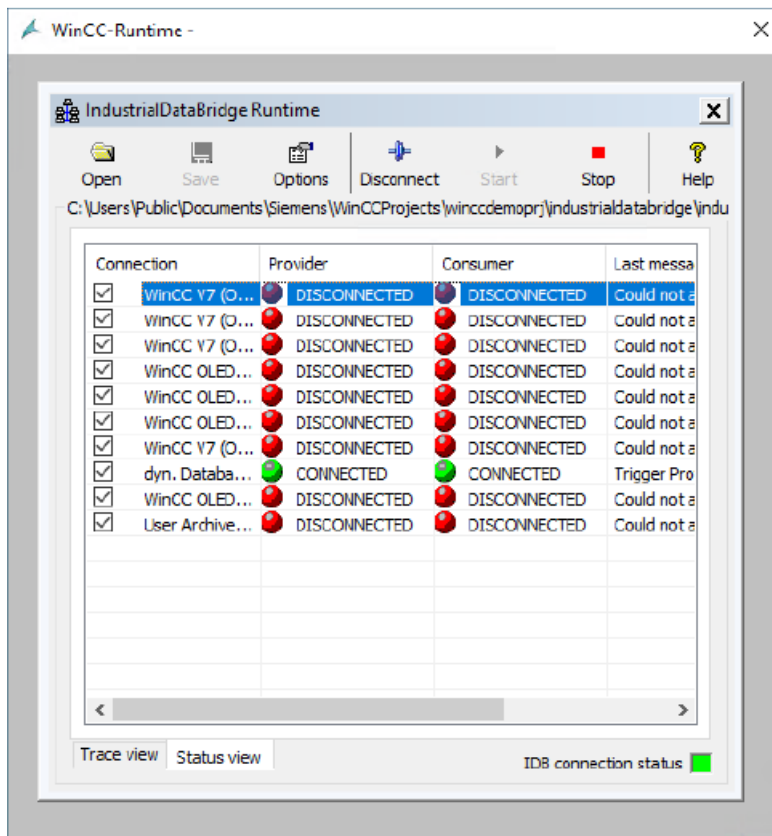 WinCC-Runtime -
IndustrialDataBridge Runtime
Open Save Options Disconnect Start Stop Help
C:\Users\Public\Documents\Siemens\WinCCProjects\winccdemoprj\industrialdatabridge\indu
Connection Provider Consumer Last messa
WinCC V7 (O... DISCONNECTED DISCONNECTED Could not a
WinCC V7 (O... DISCONNECTED DISCONNECTED Could not a
WinCC V7 (O... DISCONNECTED DISCONNECTED Could not a
WinCC OLED... DISCONNECTED DISCONNECTED Could not a
WinCC OLED... DISCONNECTED DISCONNECTED Could not a
WinCC OLED... DISCONNECTED DISCONNECTED Could not a
WinCC V7 (O... DISCONNECTED DISCONNECTED Could not a
dyn. Databa... CONNECTED CONNECTED Trigger Pro
WinCC OLED... DISCONNECTED DISCONNECTED Could not a
User Archive... DISCONNECTED DISCONNECTED Could not a
Trace view Status view IDB connection status